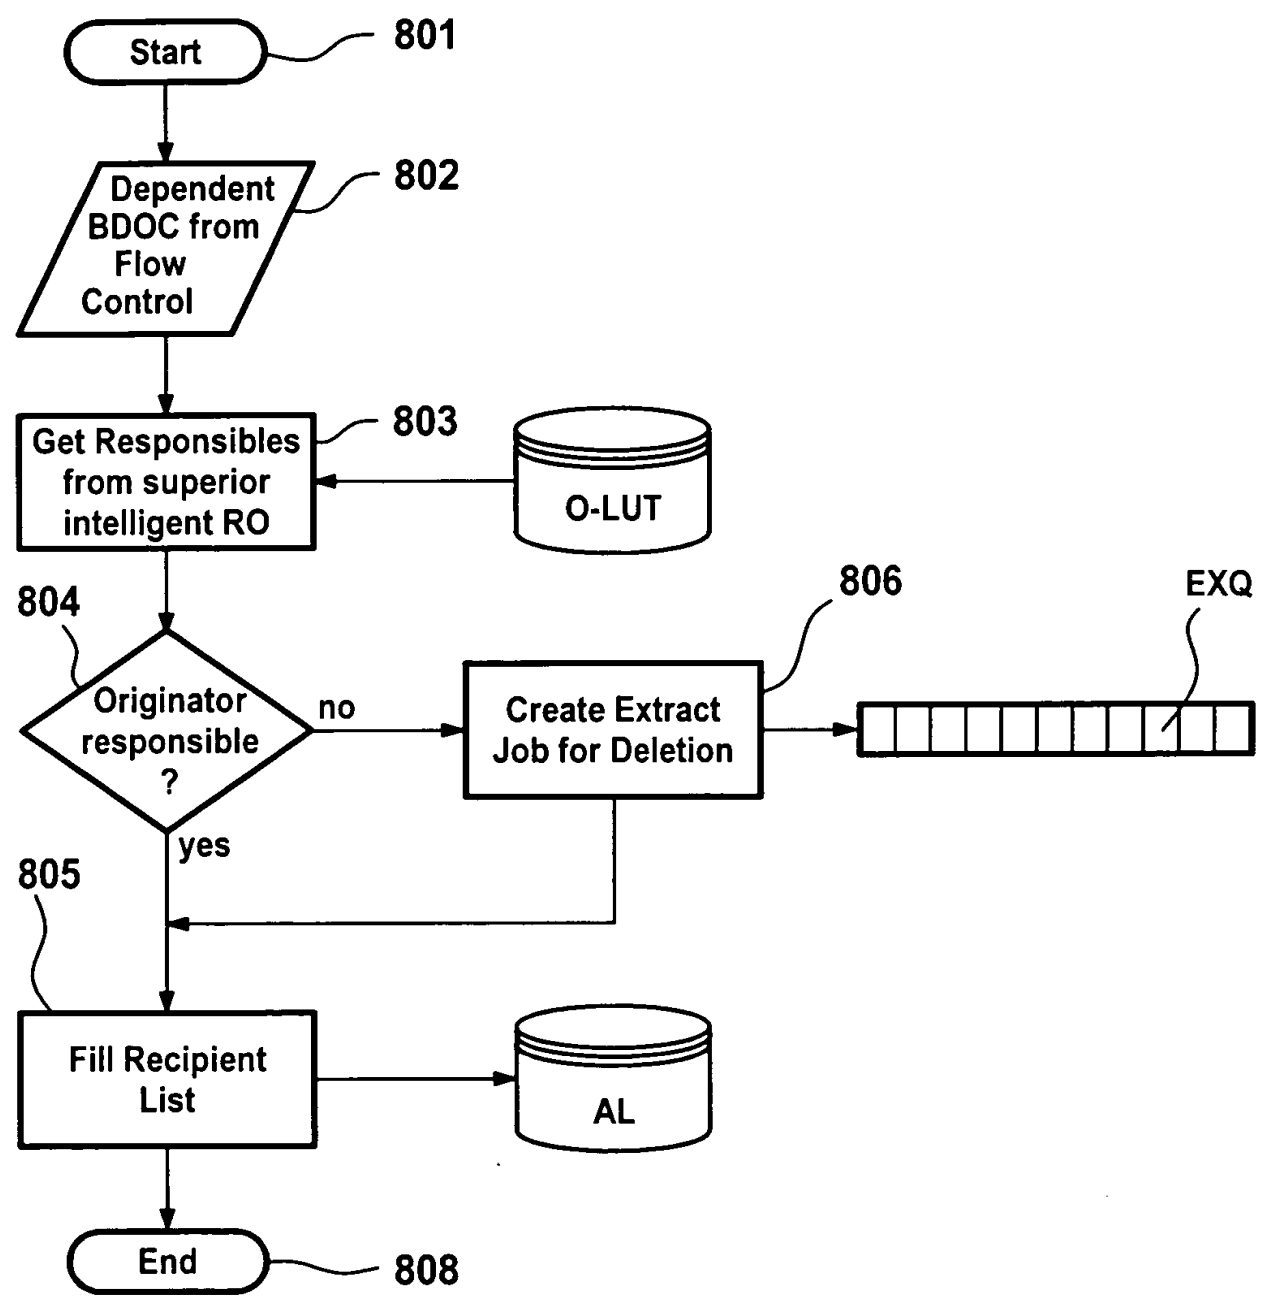 Start
801
Dependent
BDOC from
Flow
Control
802
Get Responsibles
from superior
intelligent RO
803
O-LUT
804
Originator
responsible
?
no
yes
Create Extract
Job for Deletion
806
EXQ
805
Fill Recipient
List
AL
End
808